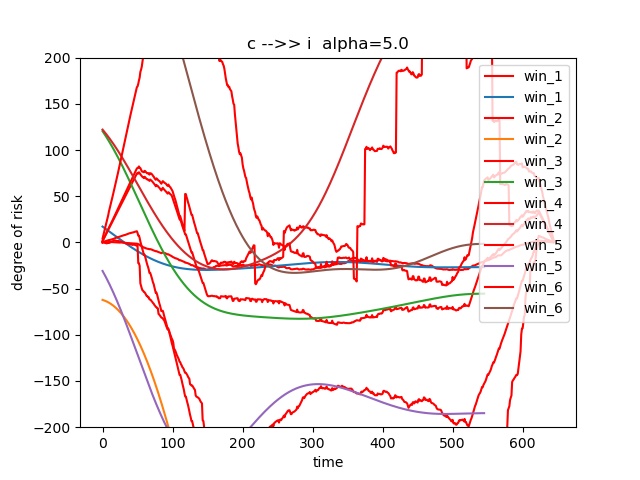 c -->> i  alpha=5.0
degree of risk
200
150
100
50
0
−50
−100
−150
−200
0
100
200
300
400
500
600
time
win_1
win_1
win_2
win_2
win_3
win_3
win_4
win_4
win_5
win_5
win_6
win_6